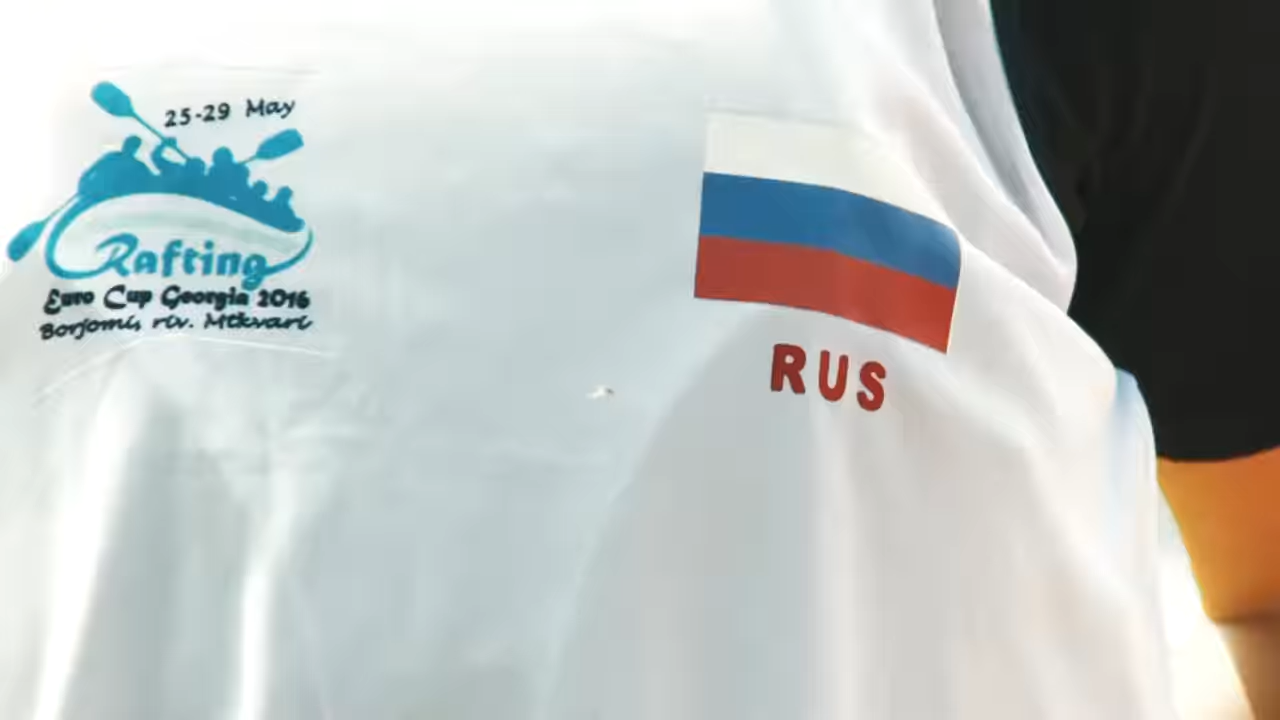 25-29 May
Rafting
Euro Cup Georgia 2016
Borjomi, riv. Mtkvari
RUS